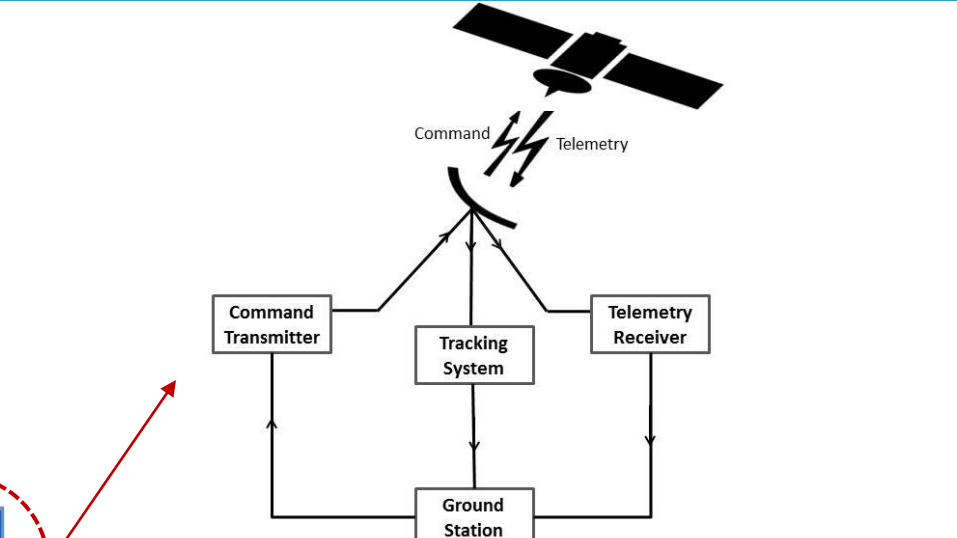 Command
Telemetry
Command
Transmitter
Tracking
System
Telemetry
Receiver
Ground
Station